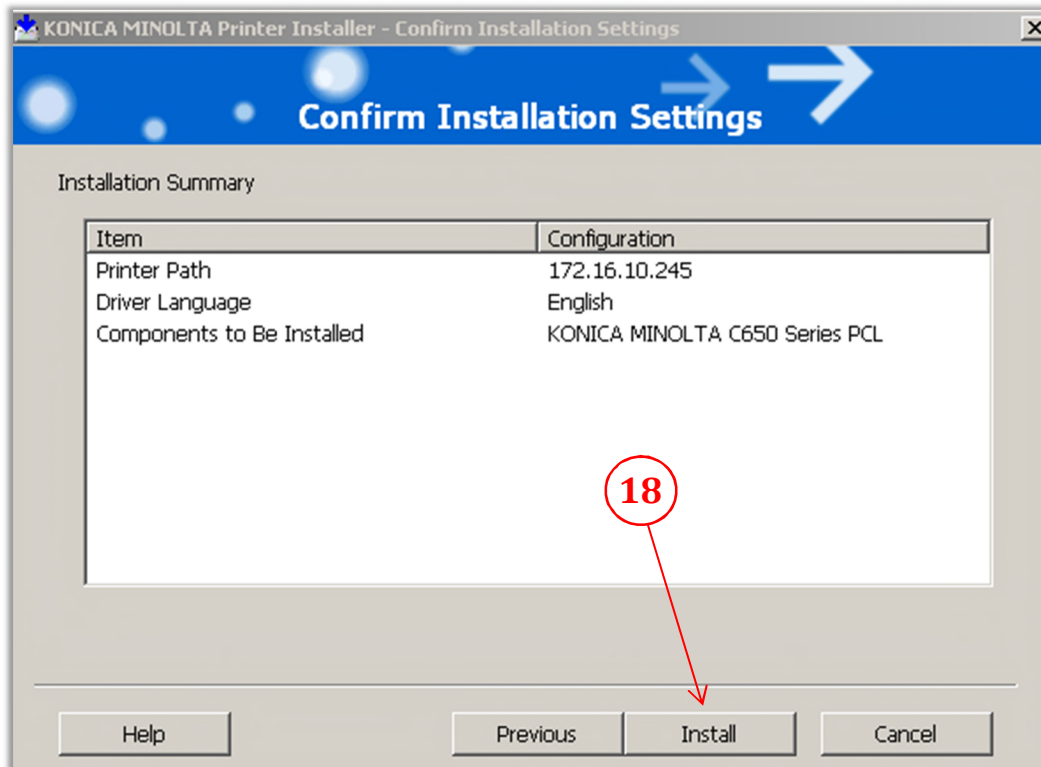 KONICA MINOLTA Printer Installer - Confirm Installation Settings
Confirm Installation Settings
Installation Summary
Item Configuration
Printer Path 172.16.10.245
Driver Language English
Components to Be Installed KONICA MINOLTA C650 Series PCL
18
Help Previous Install Cancel